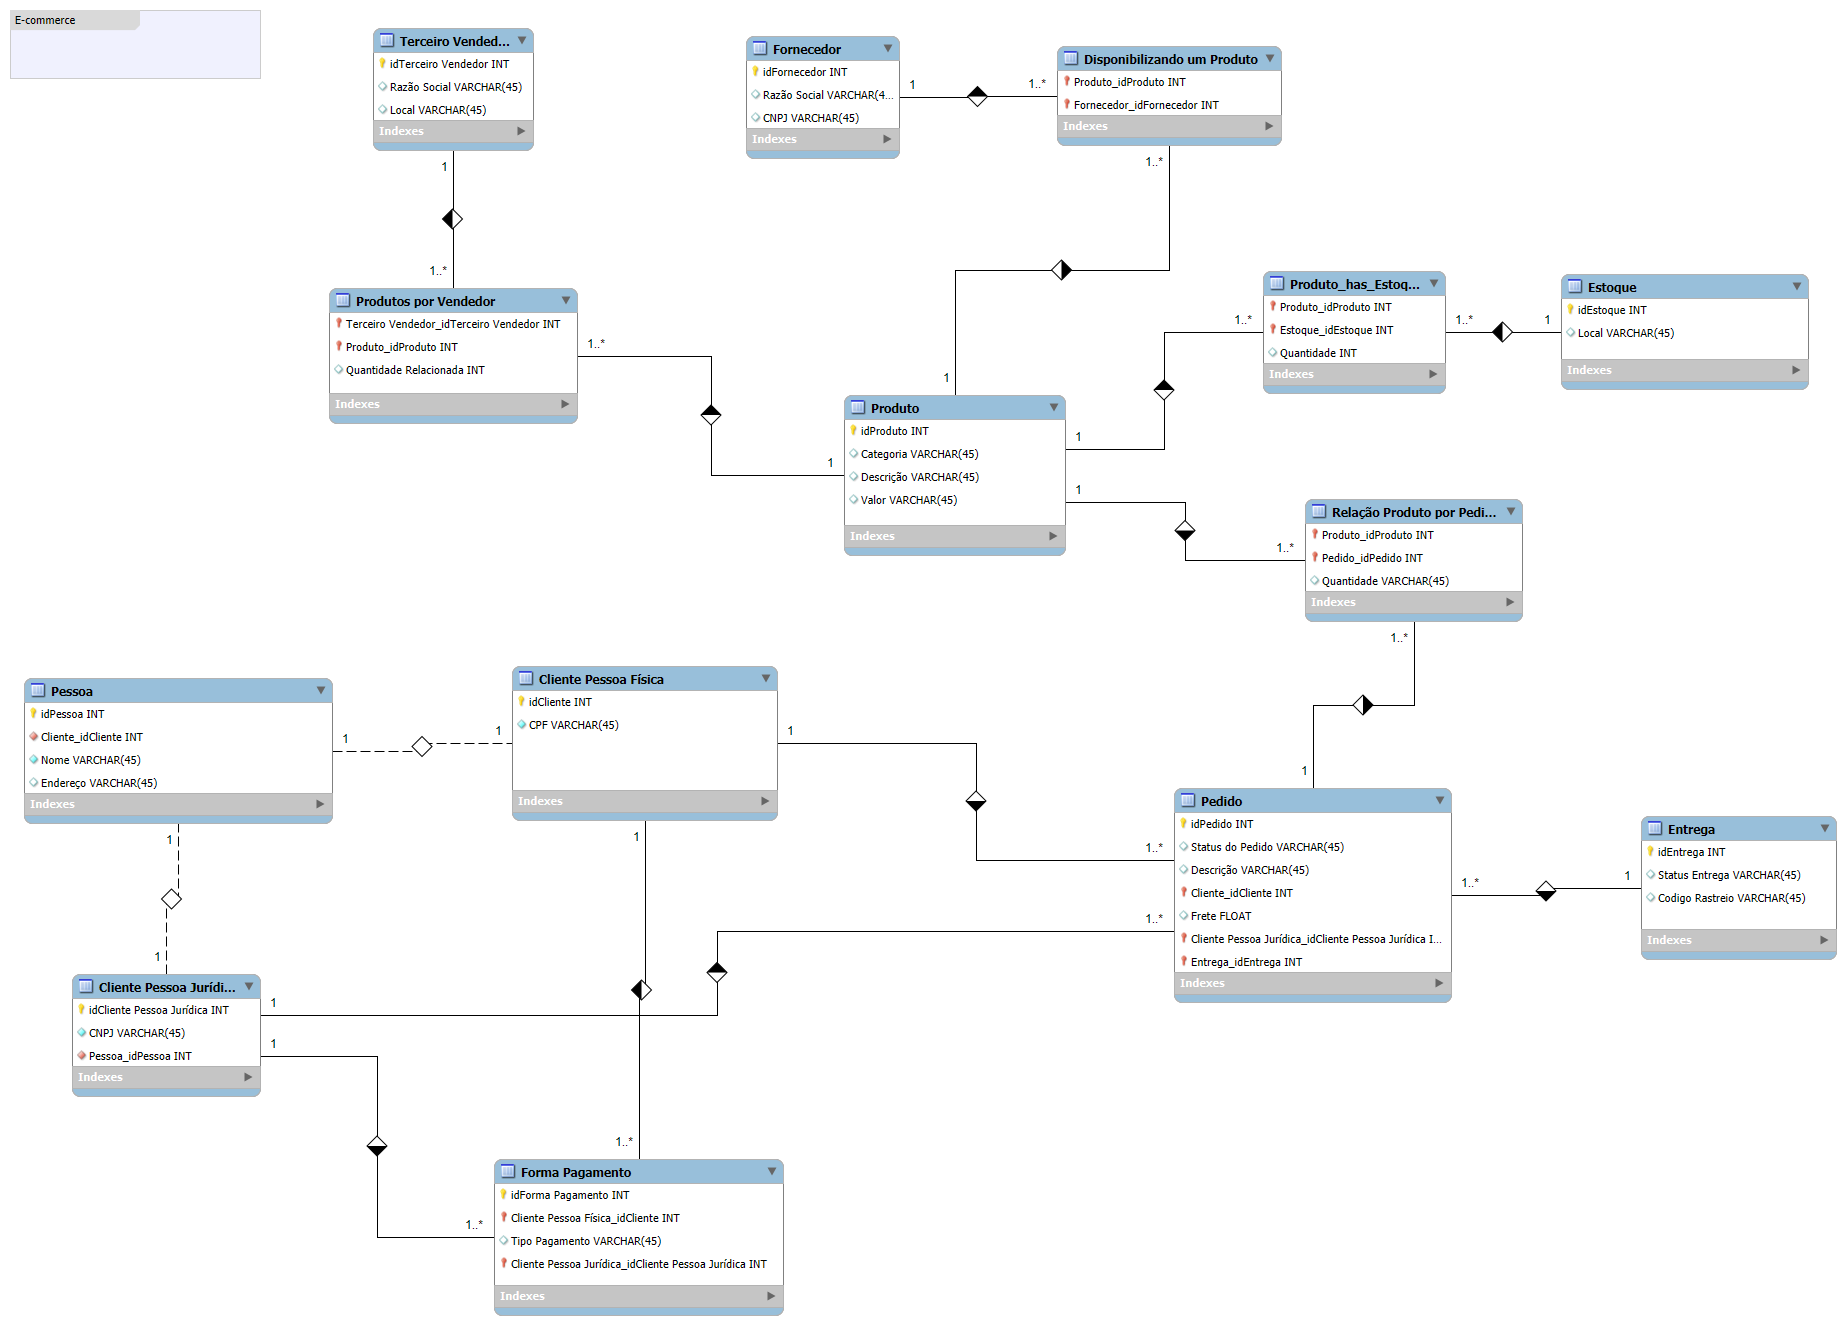 E-commerce
Terceiro Vended...
idTerceiro Vendedor INT
Razão Social VARCHAR(45)
Local VARCHAR(45)
Indexes
Fornecedor
idFornecedor INT
Razão Social VARCHAR(4...
CNPJ VARCHAR(45)
Indexes
1
1..*
Disponibilizando um Produto
Produto_idProduto INT
Fornecedor_idFornecedor INT
Indexes
1
1..*
1..*
1
Produtos por Vendedor
Terceiro Vendedor_idTerceiro Vendedor INT
Produto_idProduto INT
Quantidade Relacionada INT
Indexes
1..*
1
Produto_has_Estoq...
Produto_idProduto INT
Estoque_idEstoque INT
Quantidade INT
Indexes
1..*
1
1..*
1
Estoque
idEstoque INT
Local VARCHAR(45)
Indexes
Produto
idProduto INT
Categoria VARCHAR(45)
Descrição VARCHAR(45)
Valor VARCHAR(45)
Indexes
1
1..*
Relação Produto por Pedi...
Produto_idProduto INT
Pedido_idPedido INT
Quantidade VARCHAR(45)
Indexes
1..*
1
Pessoa
idPessoa INT
Cliente_idCliente INT
Nome VARCHAR(45)
Endereço VARCHAR(45)
Indexes
1
1
Cliente Pessoa Física
idCliente INT
CPF VARCHAR(45)
Indexes
1
1..*
Pedido
idPedido INT
Status do Pedido VARCHAR(45)
Descrição VARCHAR(45)
Cliente_idCliente INT
Frete FLOAT
Cliente Pessoa Jurídica_idCliente Pessoa Jurídica I...
Entrega_idEntrega INT
Indexes
1..*
1
Entrega
idEntrega INT
Status Entrega VARCHAR(45)
Codigo Rastreio VARCHAR(45)
Indexes
1
1
1
1..*
Cliente Pessoa Jurídi...
idCliente Pessoa Jurídica INT
CNPJ VARCHAR(45)
Pessoa_idPessoa INT
Indexes
1
1
1..*
1..*
Forma Pagamento
idForma Pagamento INT
Cliente Pessoa Física_idCliente INT
Tipo Pagamento VARCHAR(45)
Cliente Pessoa Jurídica_idCliente Pessoa Jurídica INT
Indexes